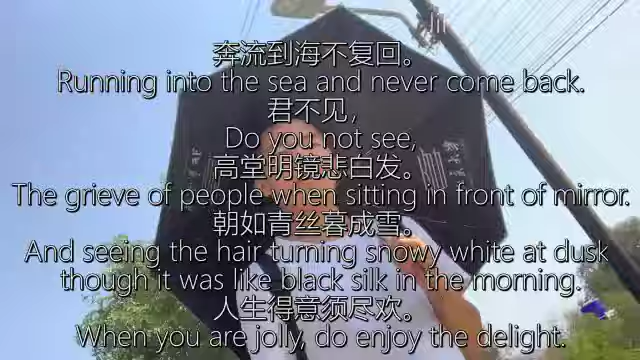 奔流到海不复回。
Running into the sea and never come back.
君不见，
Do you not see,
高堂明镜悲白发。
The grieve of people when sitting in front of mirror.
朝如青丝暮成雪。
And seeing the hair turning snowy white at dusk
though it was like black silk in the morning.
人生得意须尽欢。
When you are jolly, do enjoy the delight.